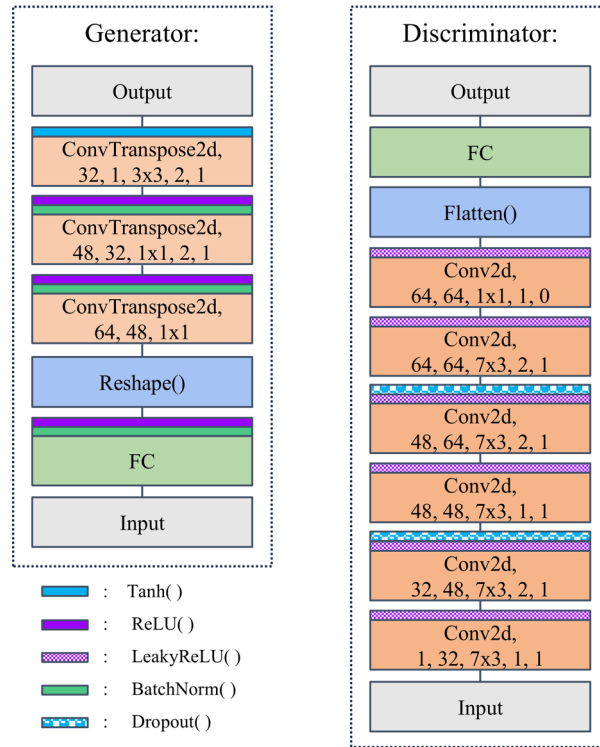 Generator:
Output
ConvTranspose2d,
32, 1, 3x3, 2, 1
ConvTranspose2d,
48, 32, 1x1, 2, 1
ConvTranspose2d,
64, 48, 1x1
Reshape()
FC
Input
: Tanh( )
: ReLU( )
: LeakyReLU( )
: BatchNorm( )
: Dropout( )
Discriminator:
Output
FC
Flatten()
Conv2d,
64, 64, 1x1, 1, 0
Conv2d,
64, 64, 7x3, 2, 1
Conv2d,
48, 64, 7x3, 2, 1
Conv2d,
48, 48, 7x3, 1, 1
Conv2d,
32, 48, 7x3, 2, 1
Conv2d,
1, 32, 7x3, 1, 1
Input